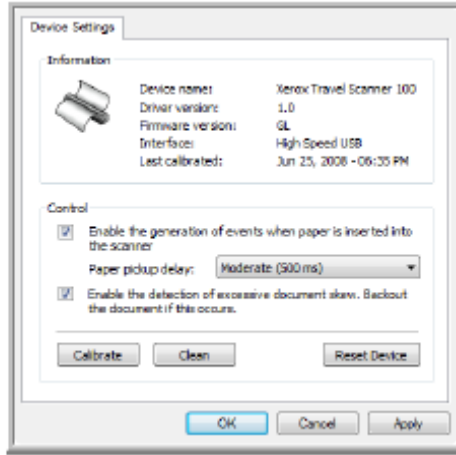 Device Settings
Information
Device name: Xerox Travel Scanner 100
Driver version: 1.0
Firmware version: GL
Interface: High Speed USB
Last calibrated: Jun 25, 2008 - 06:35 PM
Control
Enable the generation of events when paper is inserted into
the scanner
Paper pickup delay: Moderate (500 ms)
Enable the detection of excessive document skew. Backout
the document if this occurs.
Calibrate Clean Reset Device
OK Cancel Apply